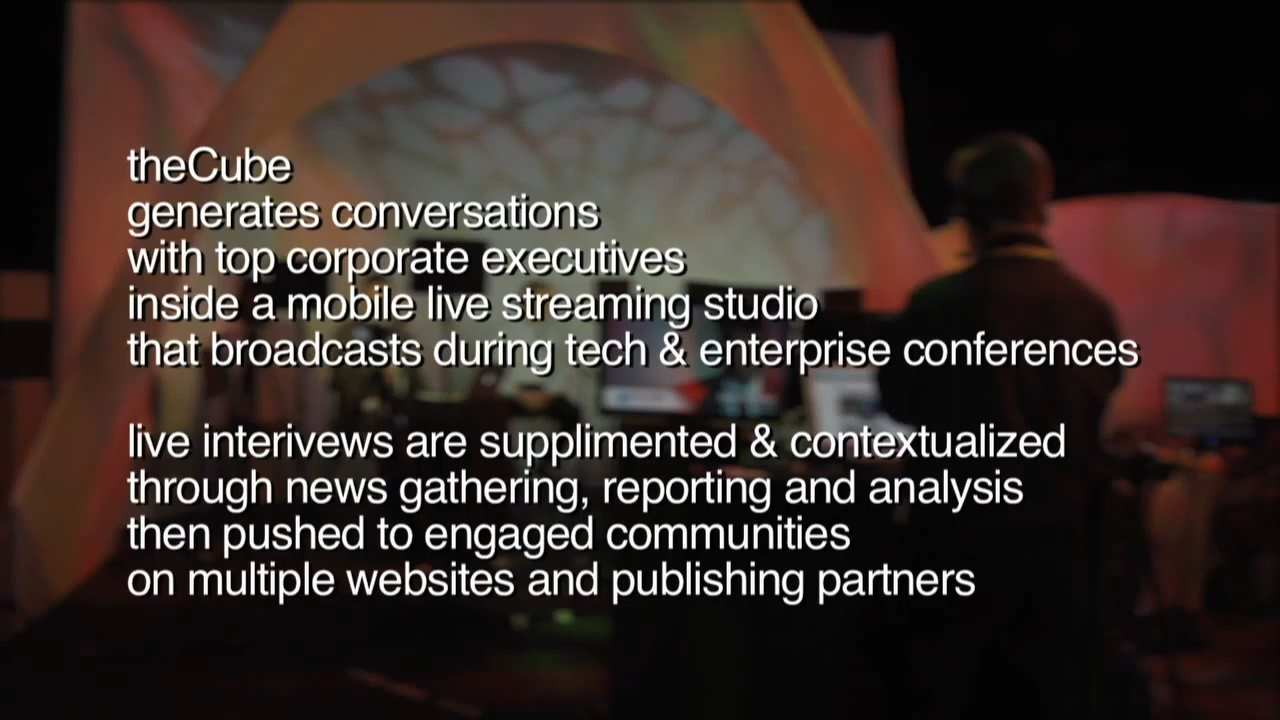 theCube
generates conversations
with top corporate executives
inside a mobile live streaming studio
that broadcasts during tech & enterprise conferences
live interivews are supplimented & contextualized
through news gathering, reporting and analysis
then pushed to engaged communities
on multiple websites and publishing partners